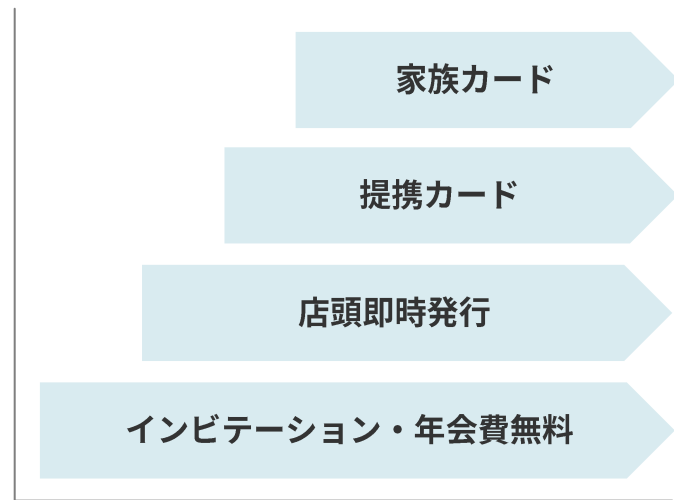 家族カード
提携カード
店頭即時発行
インビテーション・年会費無料